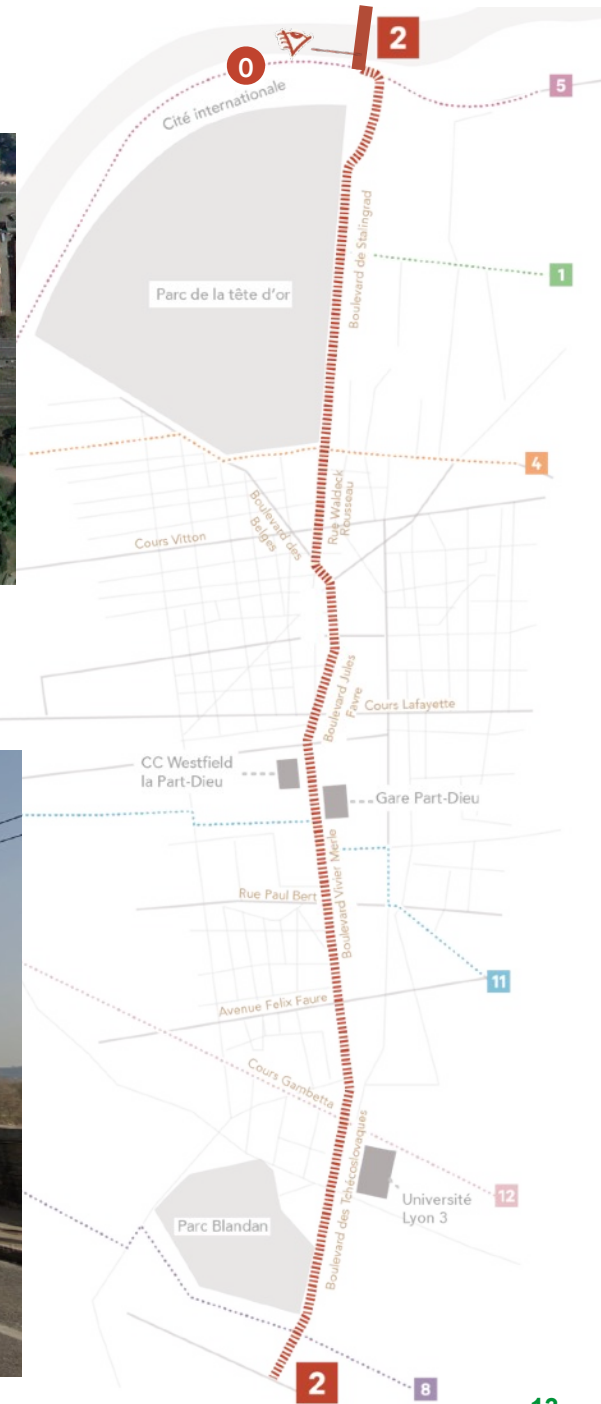 2
0
5
Cité internationale
Boulevard de Stalingrad
1
Parc de la tête d'or
4
Rue Waldeck
Rousseau
Boulevard des
Belges
Cours Vitton
Boulevard Jules
Favre
Cours Lafayette
CC Westfield
la Part-Dieu
Gare Part-Dieu
Boulevard Vivier Merle
Rue Paul Bert
11
Avenue Felix Faure
Cours Gambetta
Boulevard des Tchécoslovaques
12
Université
Lyon 3
Parc Blandan
2
8